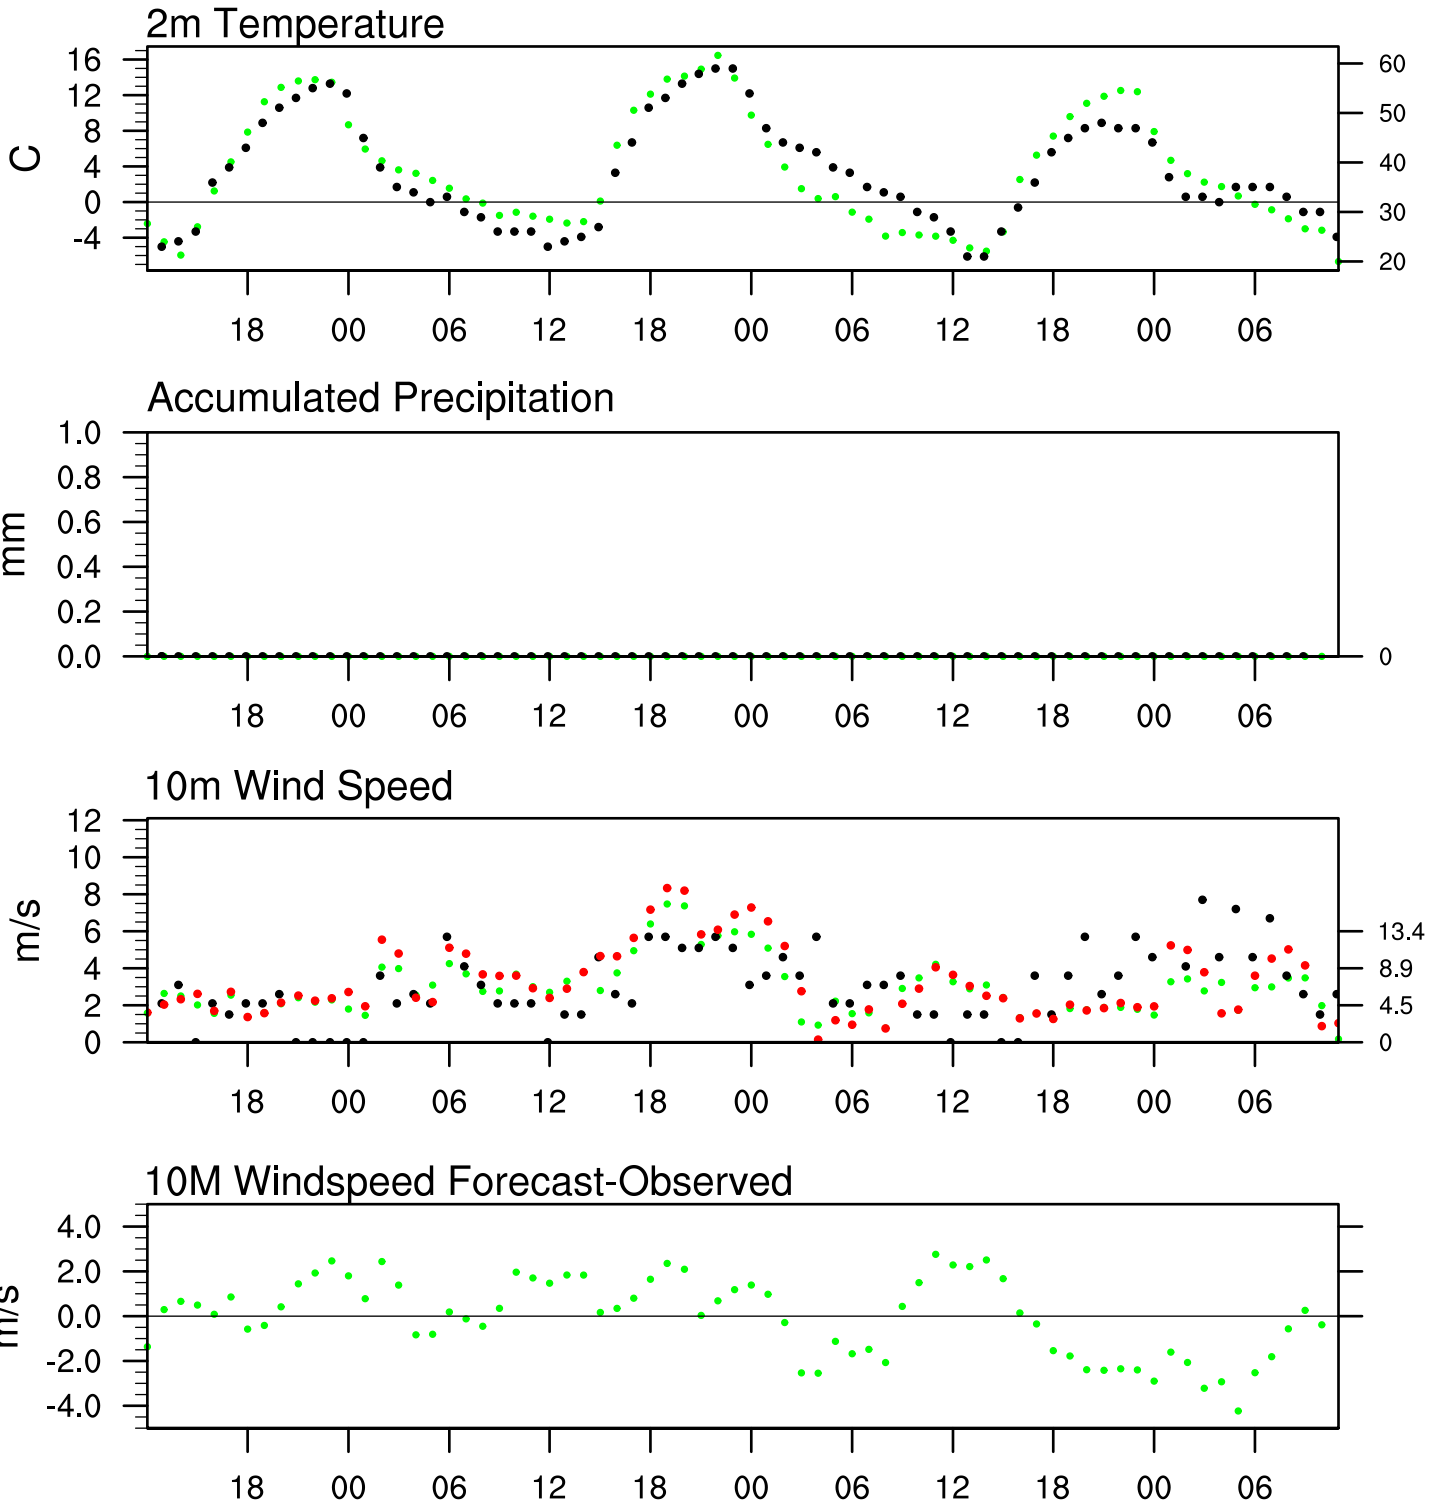 2m Temperature
16
12
8
4
0
-4
C
60
50
40
30
20
18 00 06 12 18 00 06 12 18 00 06
Accumulated Precipitation
1.0
0.8
0.6
0.4
0.2
0.0
mm
0
18 00 06 12 18 00 06 12 18 00 06
10m Wind Speed
12
10
8
6
4
2
0
m/s
13.4
8.9
4.5
0
18 00 06 12 18 00 06 12 18 00 06
10M Windspeed Forecast-Observed
4.0
2.0
0.0
-2.0
-4.0
m/s
18 00 06 12 18 00 06 12 18 00 06